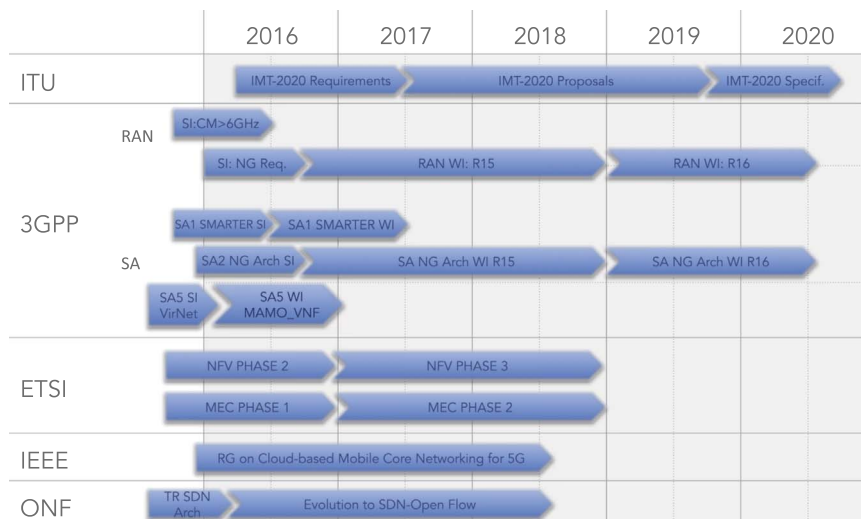 2016 2017 2018 2019 2020
ITU
IMT-2020 Requirements IMT-2020 Proposals IMT-2020 Specif.
RAN
SI:CM>6GHz
SI: NG Req. RAN WI: R15 RAN WI: R16
3GPP
SA1 SMARTER SI SA1 SMARTER WI
SA
SA2 NG Arch SI SA NG Arch WI R15 SA NG Arch WI R16
SA5 SI
VirNet
SA5 WI
MAMO_VNF
ETSI
NFV PHASE 2 NFV PHASE 3
MEC PHASE 1 MEC PHASE 2
IEEE
RG on Cloud-based Mobile Core Networking for 5G
ONF
TR SDN
Arch
Evolution to SDN-Open Flow